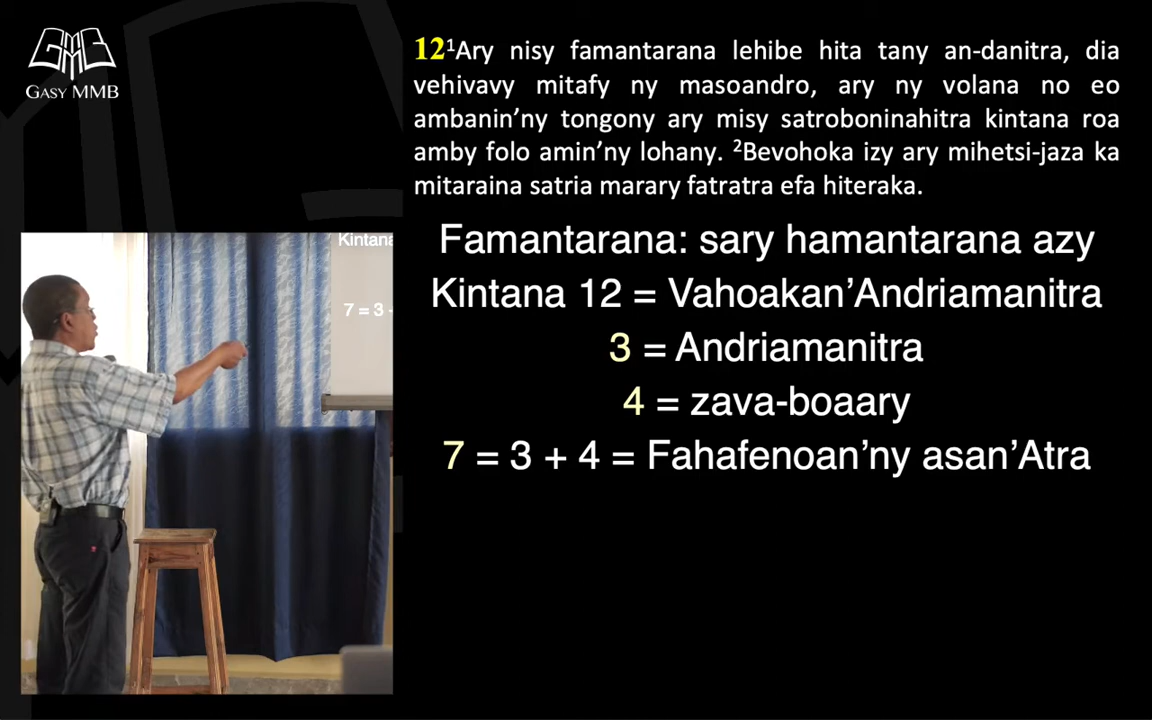 GMMB
GASY MMB
12¹Ary nisy famantarana lehibe hita tany an-danitra, dia
vehivavy mitafy ny masoandro, ary ny volana no eo
ambanin’ny tongony ary misy satroboninahitra kintana roa
amby folo amin’ny lohany. ²Bevohoka izy ary mihetsi-jaza ka
mitaraina satria marary fatratra efa hiteraka.
Famantarana: sary hamantarana azy
Kintana 12 = Vahoakan’Andriamanitra
3 = Andriamanitra
4 = zava-boaary
7 = 3 + 4 = Fahafenoan’ny asan’Atra
Kintana
7 = 3 -